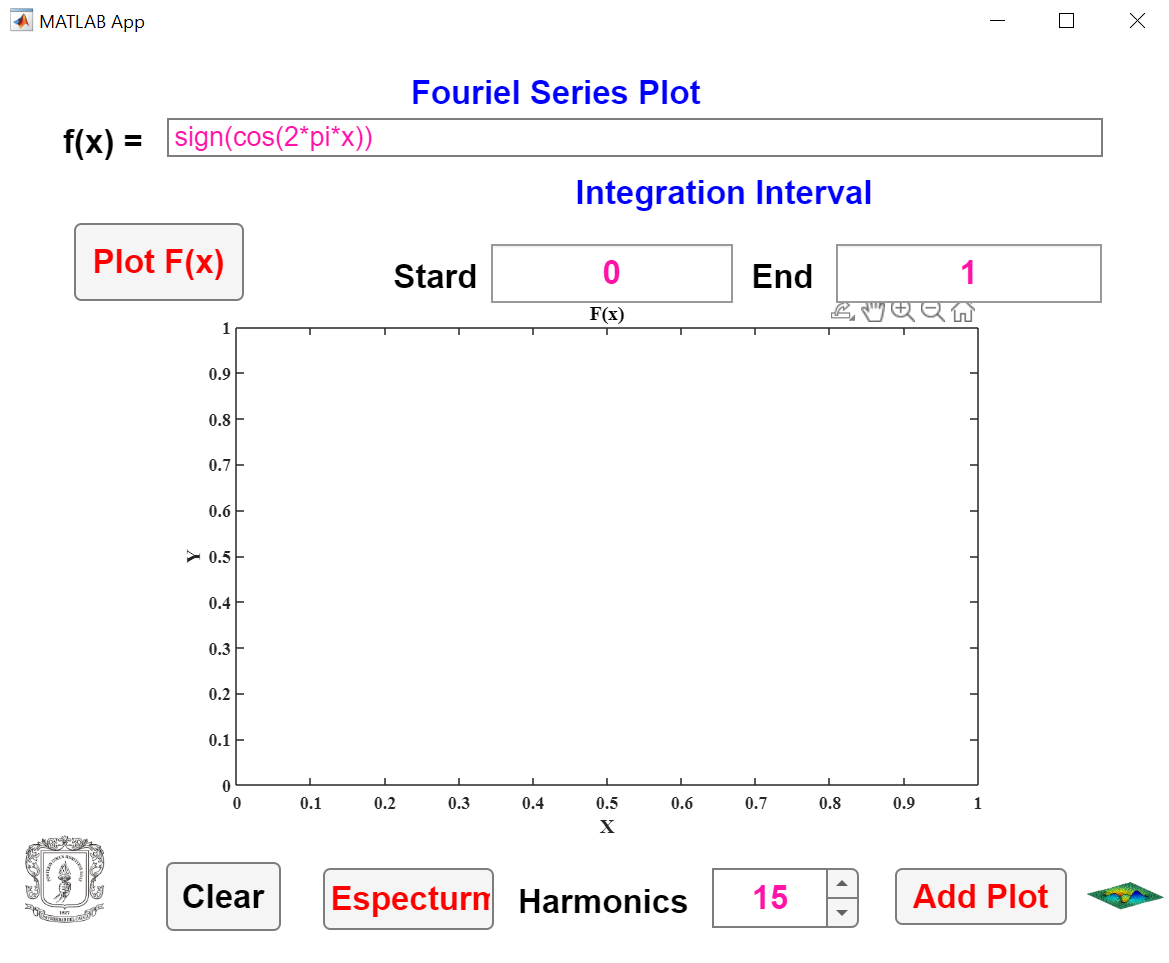 MATLAB App
Fouriel Series Plot
f(x) = sign(cos(2*pi*x))
Integration Interval
Plot F(x)
Stard 0 End 1
F(x)
1
0.9
0.8
0.7
0.6
0.5
0.4
0.3
0.2
0.1
0
Y
0 0.1 0.2 0.3 0.4 0.5 0.6 0.7 0.8 0.9 1
X
Clear Especturm Harmonics 15 Add Plot
1827